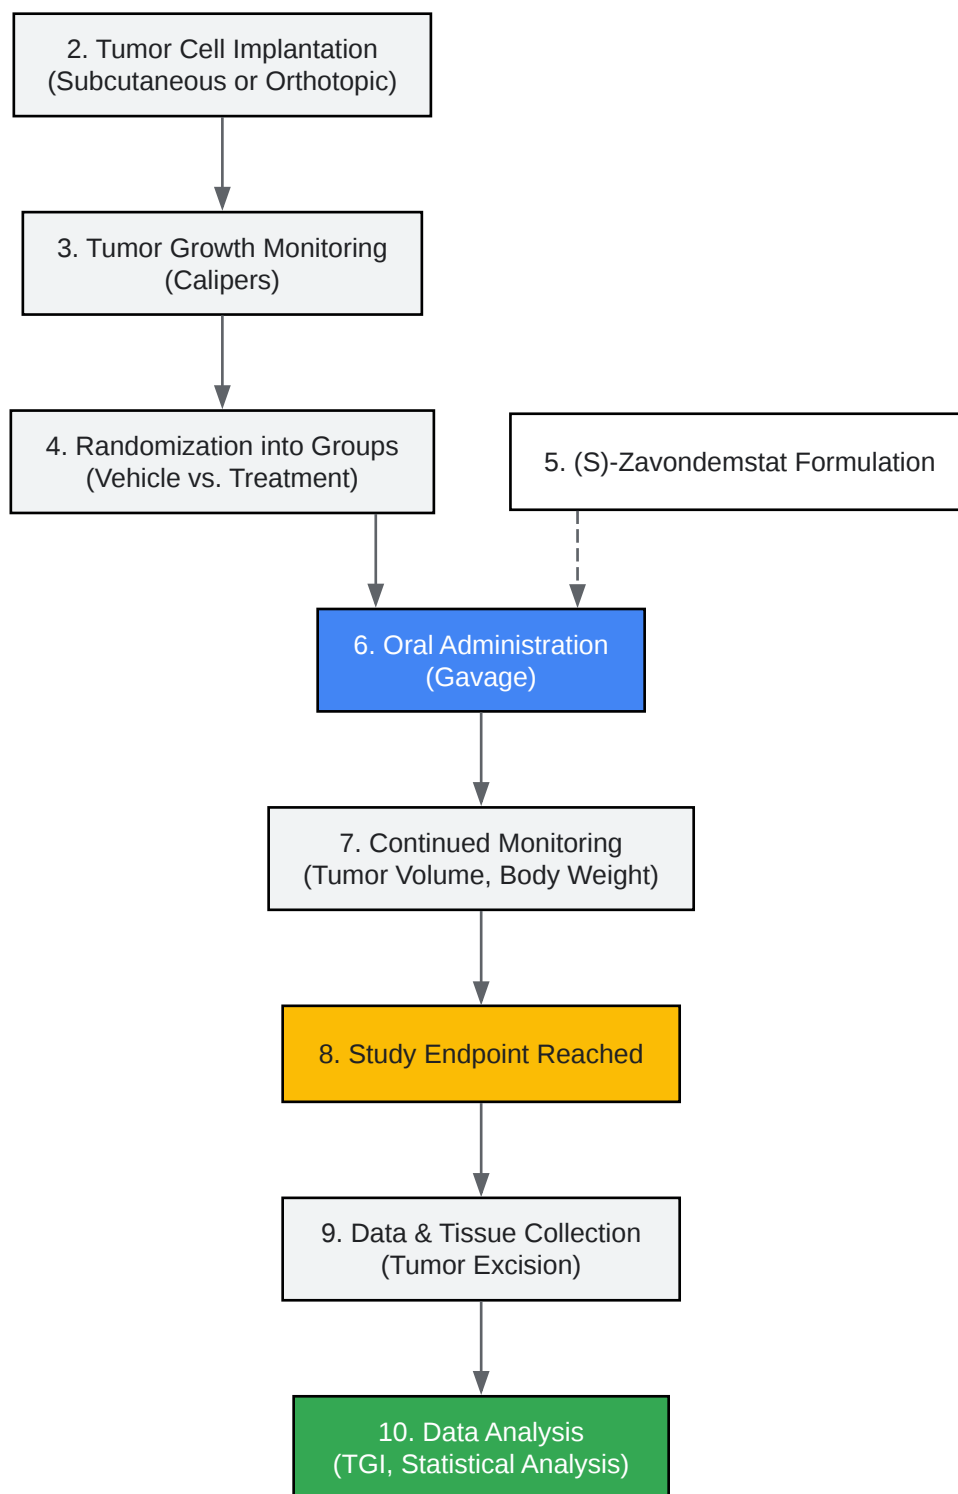 2. Tumor Cell Implantation
(Subcutaneous or Orthotopic)
3. Tumor Growth Monitoring
(Calipers)
4. Randomization into Groups
(Vehicle vs. Treatment)
5. (S)-Zavondemstat Formulation
6. Oral Administration
(Gavage)
7. Continued Monitoring
(Tumor Volume, Body Weight)
8. Study Endpoint Reached
9. Data & Tissue Collection
(Tumor Excision)
10. Data Analysis
(TGI, Statistical Analysis)